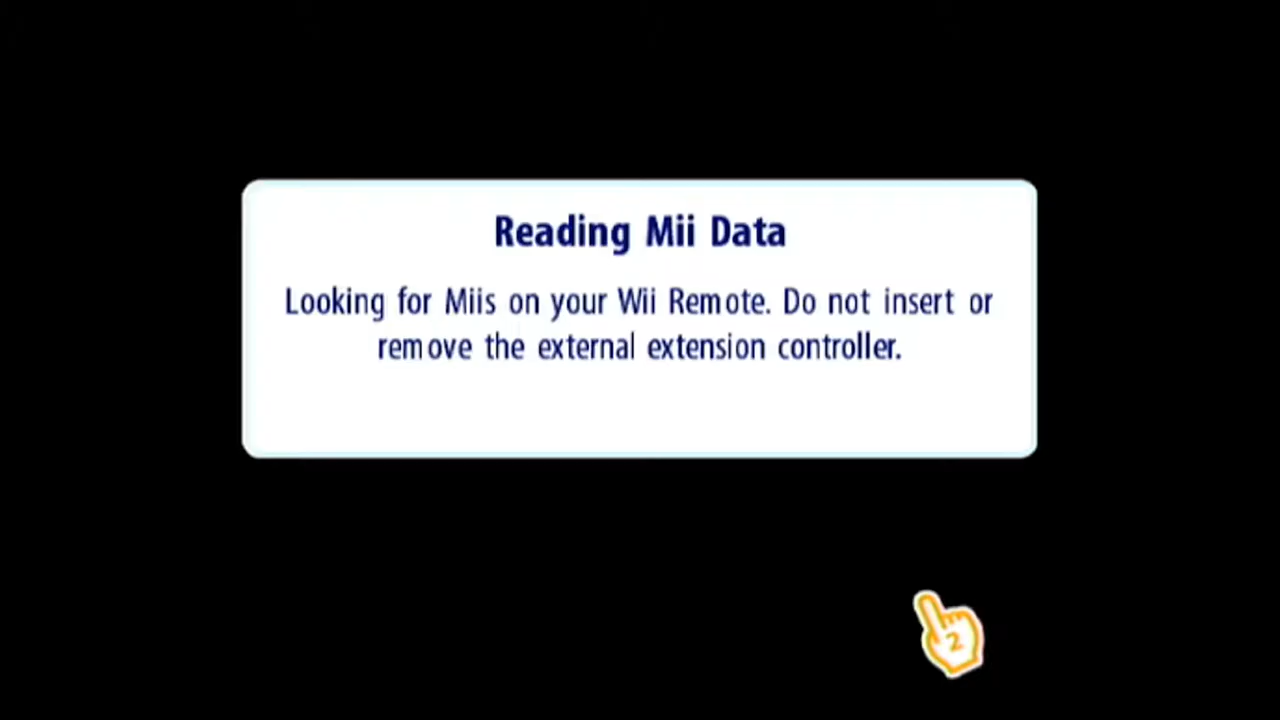 Reading Mii Data
Looking for Miis on your Wii Remote. Do not insert or
remove the external extension controller.
2